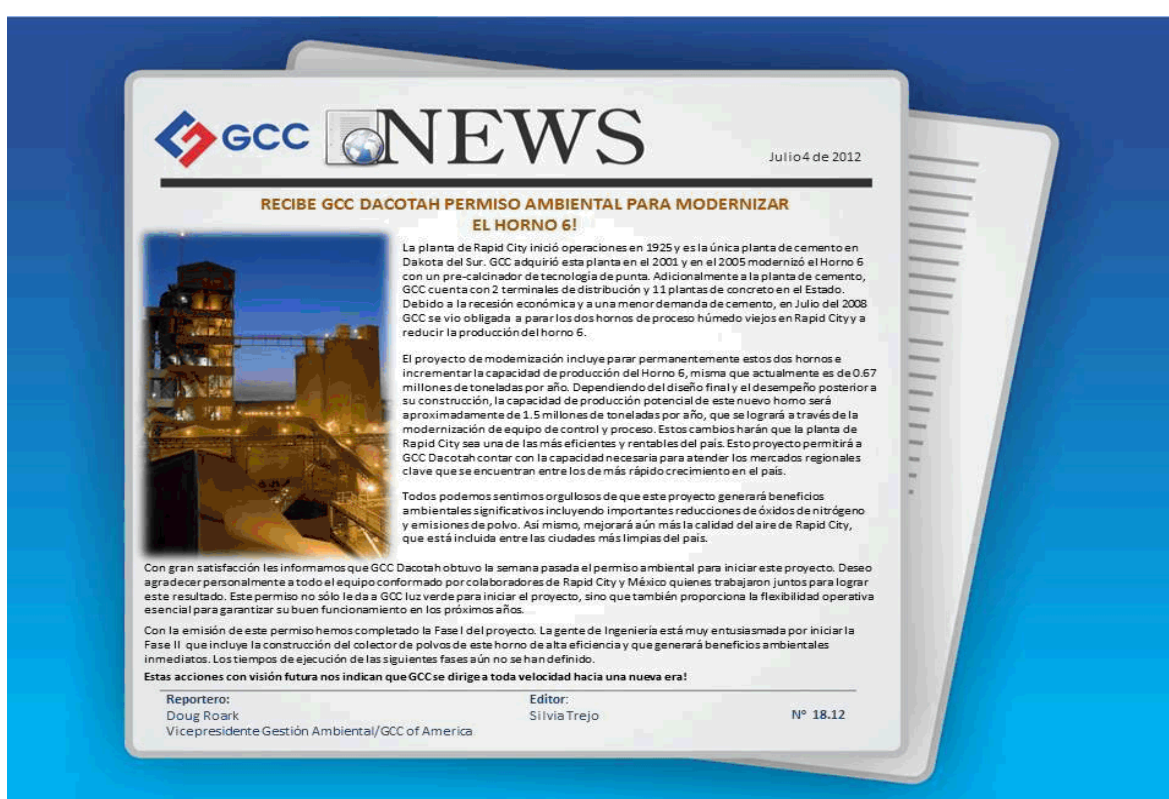 GCC NEWS
Julio 4 de 2012
RECIBE GCC DACOTAH PERMISO AMBIENTAL PARA MODERNIZAR
EL HORNO 6!
La planta de Rapid City inició operaciones en 1925 y es la única planta de cemento en
Dakota del Sur. GCC adquirió esta planta en el 2001 y en el 2005 modernizó el Horno 6
con un pre-calcinador de tecnología de punta. Adicionalmente a la planta de cemento,
GCC cuenta con 2 terminales de distribución y 11 plantas de concreto en el Estado.
Debido a la recesión económica y a una menor demanda de cemento, en Julio del 2008
GCC se vio obligada a parar los dos hornos de proceso húmedo viejos en Rapid City y a
reducir la producción del horno 6.
El proyecto de modernización incluye parar permanentemente estos dos hornos e
incrementar la capacidad de producción del Horno 6, misma que actualmente es de 0.67
millones de toneladas por año. Dependiendo del diseño final y el desempeño posterior a
su construcción, la capacidad de producción potencial de este nuevo horno será
aproximadamente de 1.5 millones de toneladas por año, que se logrará a través de la
modernización de equipo de control y proceso. Estos cambios harán que la planta de
Rapid City sea una de las más eficientes y rentables del país. Esto proyecto permitirá a
GCC Dacotah contar con la capacidad necesaria para atender los mercados regionales
clave que se encuentran entre los de más rápido crecimiento en el país.
Todos podemos sentirnos orgullosos de que este proyecto generará beneficios
ambientales significativos incluyendo importantes reducciones de óxidos de nitrógeno
y emisiones de polvo. Así mismo, mejorará aún más la calidad del aire de Rapid City,
que está incluida entre las ciudades más limpias del país.
Con gran satisfacción les informamos que GCC Dacotah obtuvo la semana pasada el permiso ambiental para iniciar este proyecto. Deseo
agradecer personalmente a todo el equipo conformado por colaboradores de Rapid City y México quienes trabajaron juntos para lograr
este resultado. Este permiso no sólo le da a GCC luz verde para iniciar el proyecto, sino que también proporciona la flexibilidad operativa
esencial para garantizar su buen funcionamiento en los próximos años.
Con la emisión de este permiso hemos completado la Fase I del proyecto. La gente de Ingeniería está muy entusiasmada por iniciar la
Fase II que incluye la construcción del colector de polvos de este horno de alta eficiencia y que generará beneficios ambientales
inmediatos. Los tiempos de ejecución de las siguientes fases aún no se han definido.
Estas acciones con visión futura nos indican que GCC se dirige a toda velocidad hacia una nueva era!
Reportero:
Doug Roark
Vicepresidente Gestión Ambiental/GCC of America
Editor:
Silvia Trejo
N° 18.12